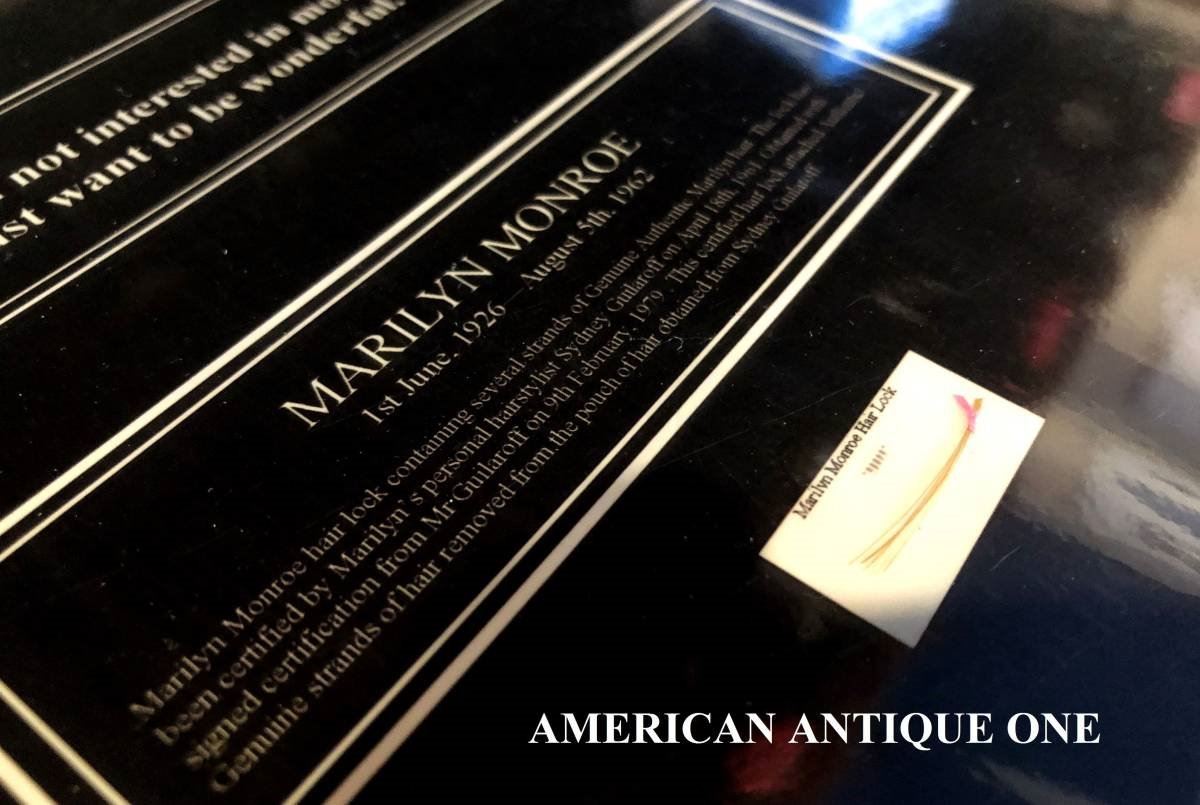 not interested in
want to be wonderful.
MARILYN MONROE
1st June, 1926 — August 5th, 1962
Marilyn Monroe hair lock containing several strands of Genuine Authentic Marilyn hair. The lock has
been certified by Marilyn's personal hairstylist Sydney Guilaroff on April 18th, 1961. Obtained with
signed certification from Mr Guilaroff on 9th February, 1979. This certified hair lock attached contains
Genuine strands of hair removed from the pouch of hair obtained from Sydney Guilaroff
Marilyn Monroe Hair Lock
AMERICAN ANTIQUE ONE